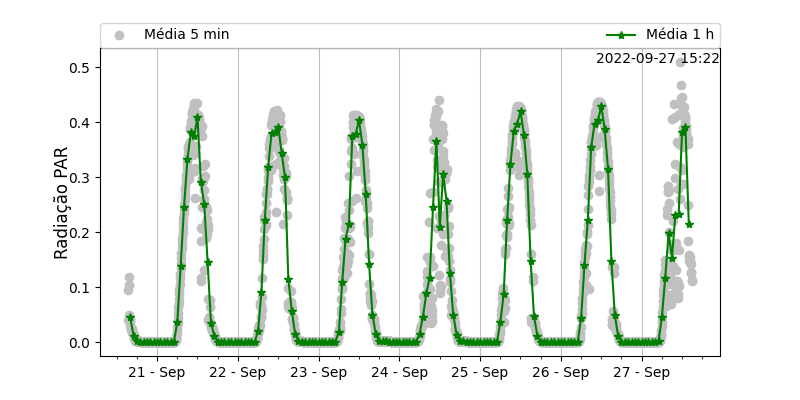 Média 5 min
Média 1 h
2022-09-27 15:22
Radiação PAR
0.5
0.4
0.3
0.2
0.1
0.0
21 - Sep
22 - Sep
23 - Sep
24 - Sep
25 - Sep
26 - Sep
27 - Sep